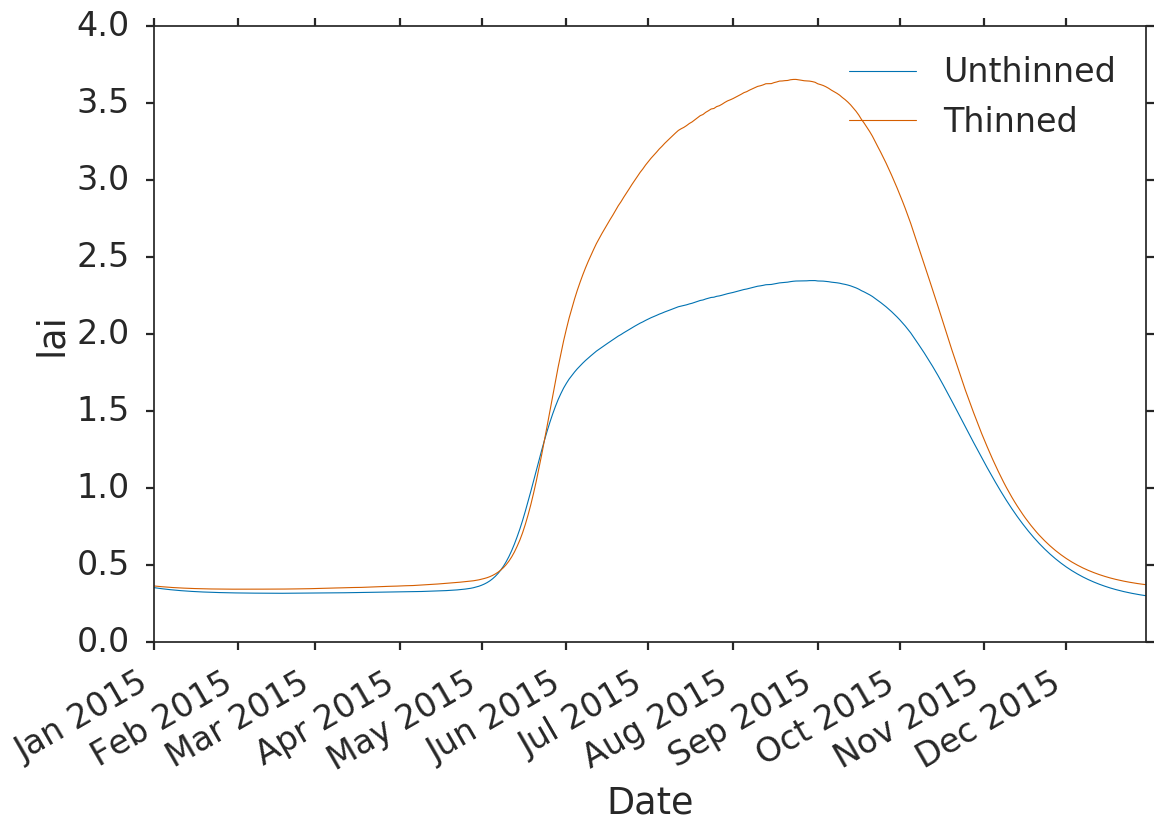 4.0
3.5
3.0
2.5
2.0
1.5
1.0
0.5
0.0
lai
Unthinned
Thinned
Jan 2015
Feb 2015
Mar 2015
Apr 2015
May 2015
Jun 2015
Jul 2015
Aug 2015
Sep 2015
Oct 2015
Nov 2015
Dec 2015
Date